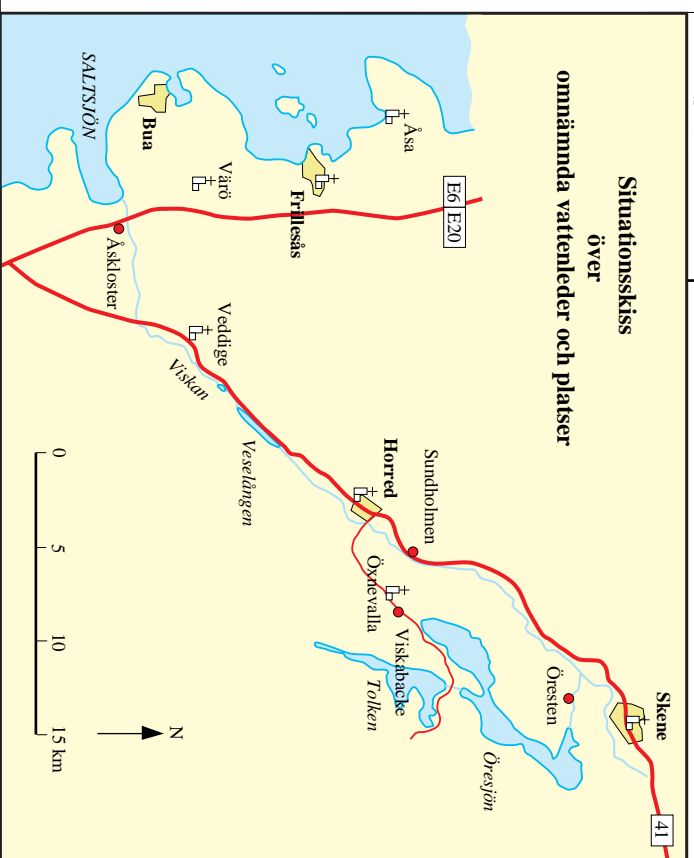 Situationsskiss
över
omnämnda vattenleder och platser
41
Skene
Öresten
Öresjön
E6 E20
Åsa
Sundholmen
Horred
Öxnevalla
Viskabacke
Tolken
Frillesås
Värö
Veddige
Veselången
Viskan
Bua
Åskloster
SALTSJÖN
0 5 10 15 km
N